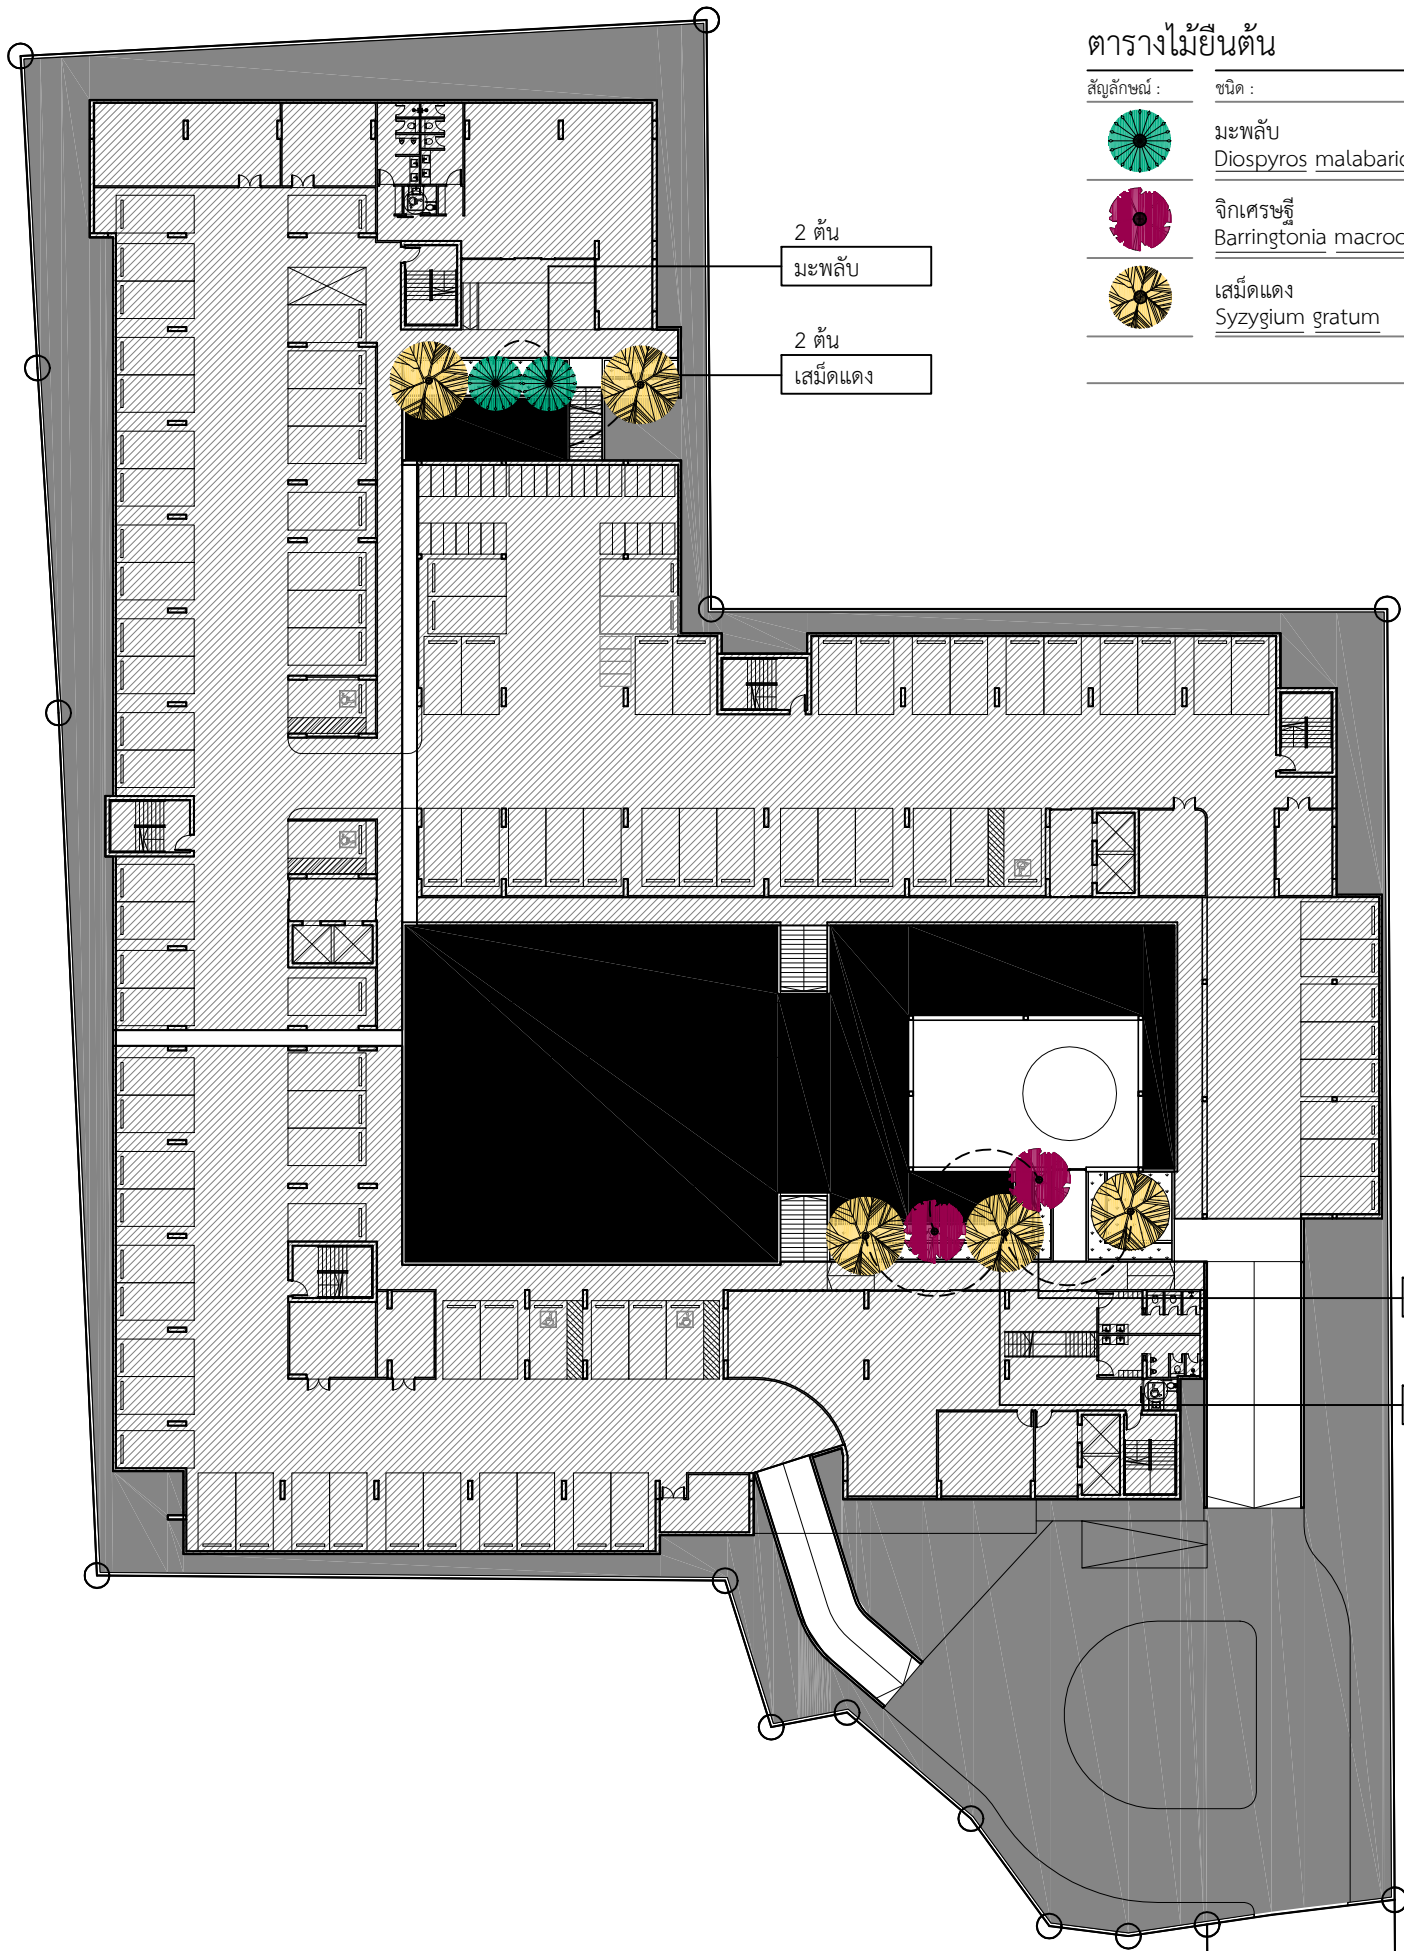 ตารางไม้ยืนต้น
สัญลักษณ์ : ชนิด :
มะพลับ
Diospyros malabaric
จิกเศรษฐี
Barringtonia macroc
เสม็ดแดง
Syzygium gratum
2 ต้น
มะพลับ
2 ต้น
เสม็ดแดง